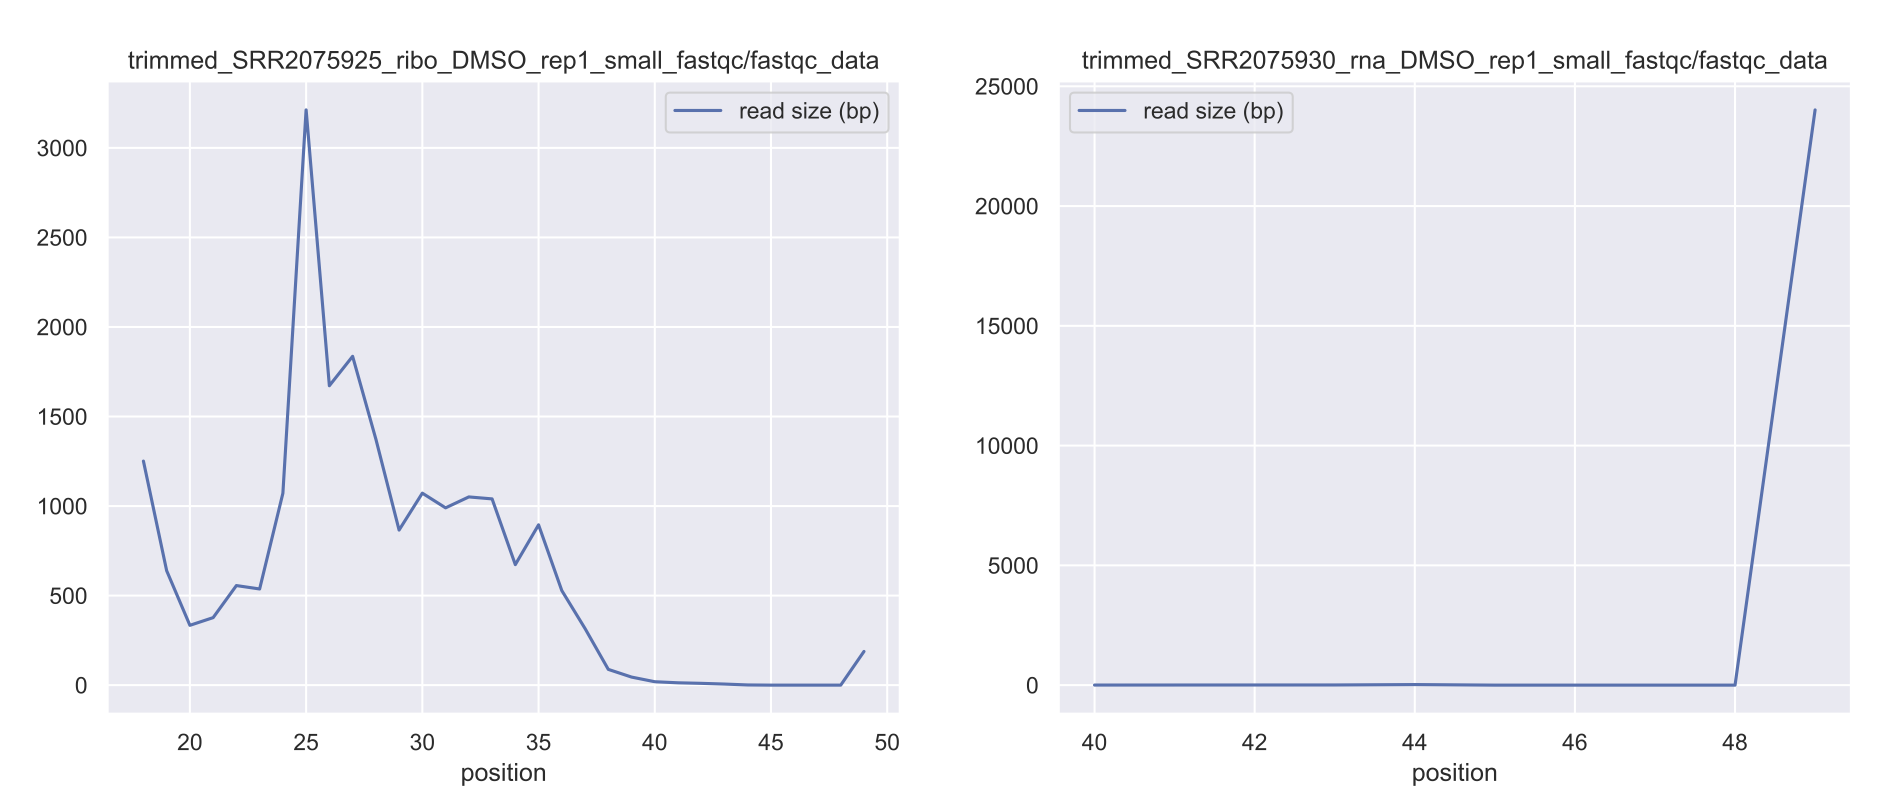 trimmed_SRR2075925_ribo_DMSO_rep1_small_fastqc/fastqc_data
read size (bp)
3000
2500
2000
1500
1000
500
0
20 25 30 35 40 45 50
position
trimmed_SRR2075930_rna_DMSO_rep1_small_fastqc/fastqc_data
read size (bp)
25000
20000
15000
10000
5000
0
40 42 44 46 48
position